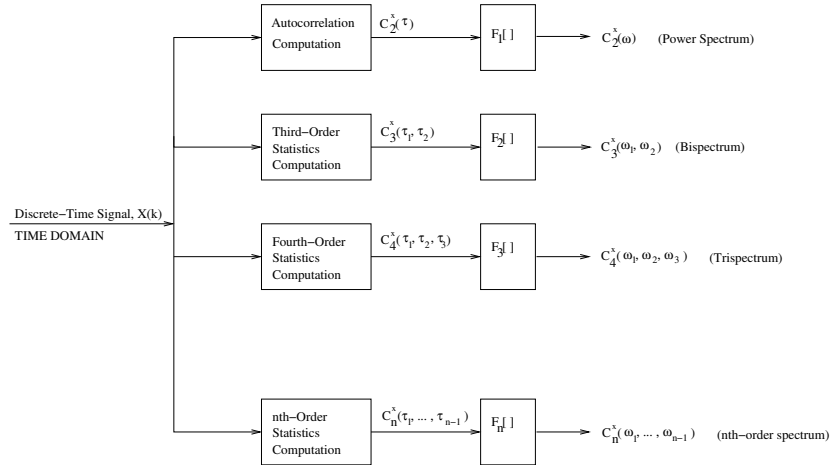 Autocorrelation
Computation
C₂ˣ(τ)
F₁[ ]
C₂ˣ(ω)
(Power Spectrum)
Third−Order
Statistics
Computation
C₃ˣ(τ₁, τ₂)
F₂[ ]
C₃ˣ(ω₁, ω₂)
(Bispectrum)
Discrete−Time Signal, X(k)
TIME DOMAIN
Fourth−Order
Statistics
Computation
C₄ˣ(τ₁, τ₂, τ₃)
F₃[ ]
C₄ˣ(ω₁, ω₂, ω₃)
(Trispectrum)
nth−Order
Statistics
Computation
Cₙˣ(τ₁, ... , τₙ₋₁)
Fₙ[ ]
Cₙˣ(ω₁, ... , ωₙ₋₁)
(nth−order spectrum)